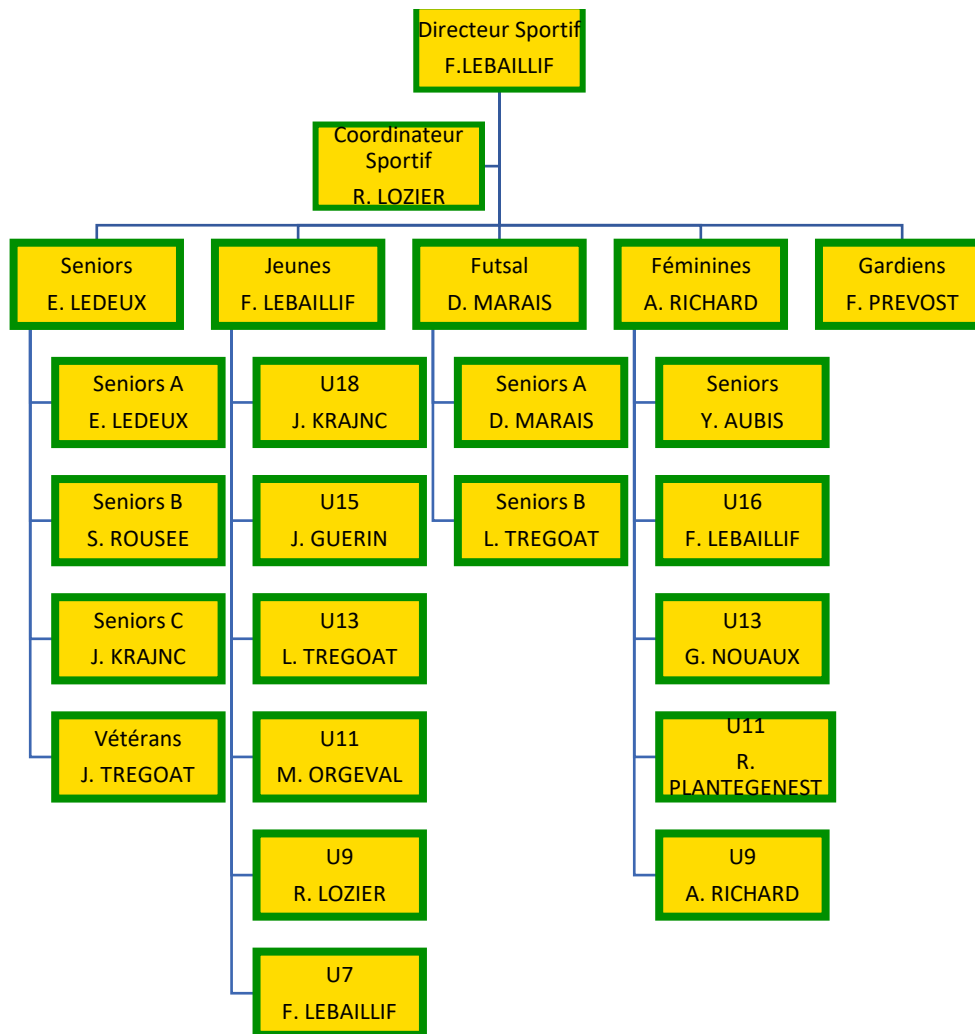 Directeur Sportif
F.LEBAILLIF
Coordinateur
Sportif
R. LOZIER
Seniors
E. LEDEUX
Jeunes
F. LEBAILLIF
Futsal
D. MARAIS
Féminines
A. RICHARD
Gardiens
F. PREVOST
Seniors A
E. LEDEUX
Seniors B
S. ROUSEE
Seniors C
J. KRAJNC
Vétérans
J. TREGOAT
U18
J. KRAJNC
U15
J. GUERIN
U13
L. TREGOAT
U11
M. ORGEVAL
U9
R. LOZIER
U7
F. LEBAILLIF
Seniors A
D. MARAIS
Seniors B
L. TREGOAT
Seniors
Y. AUBIS
U16
F. LEBAILLIF
U13
G. NOUAUX
U11
R.
PLANTEGENEST
U9
A. RICHARD